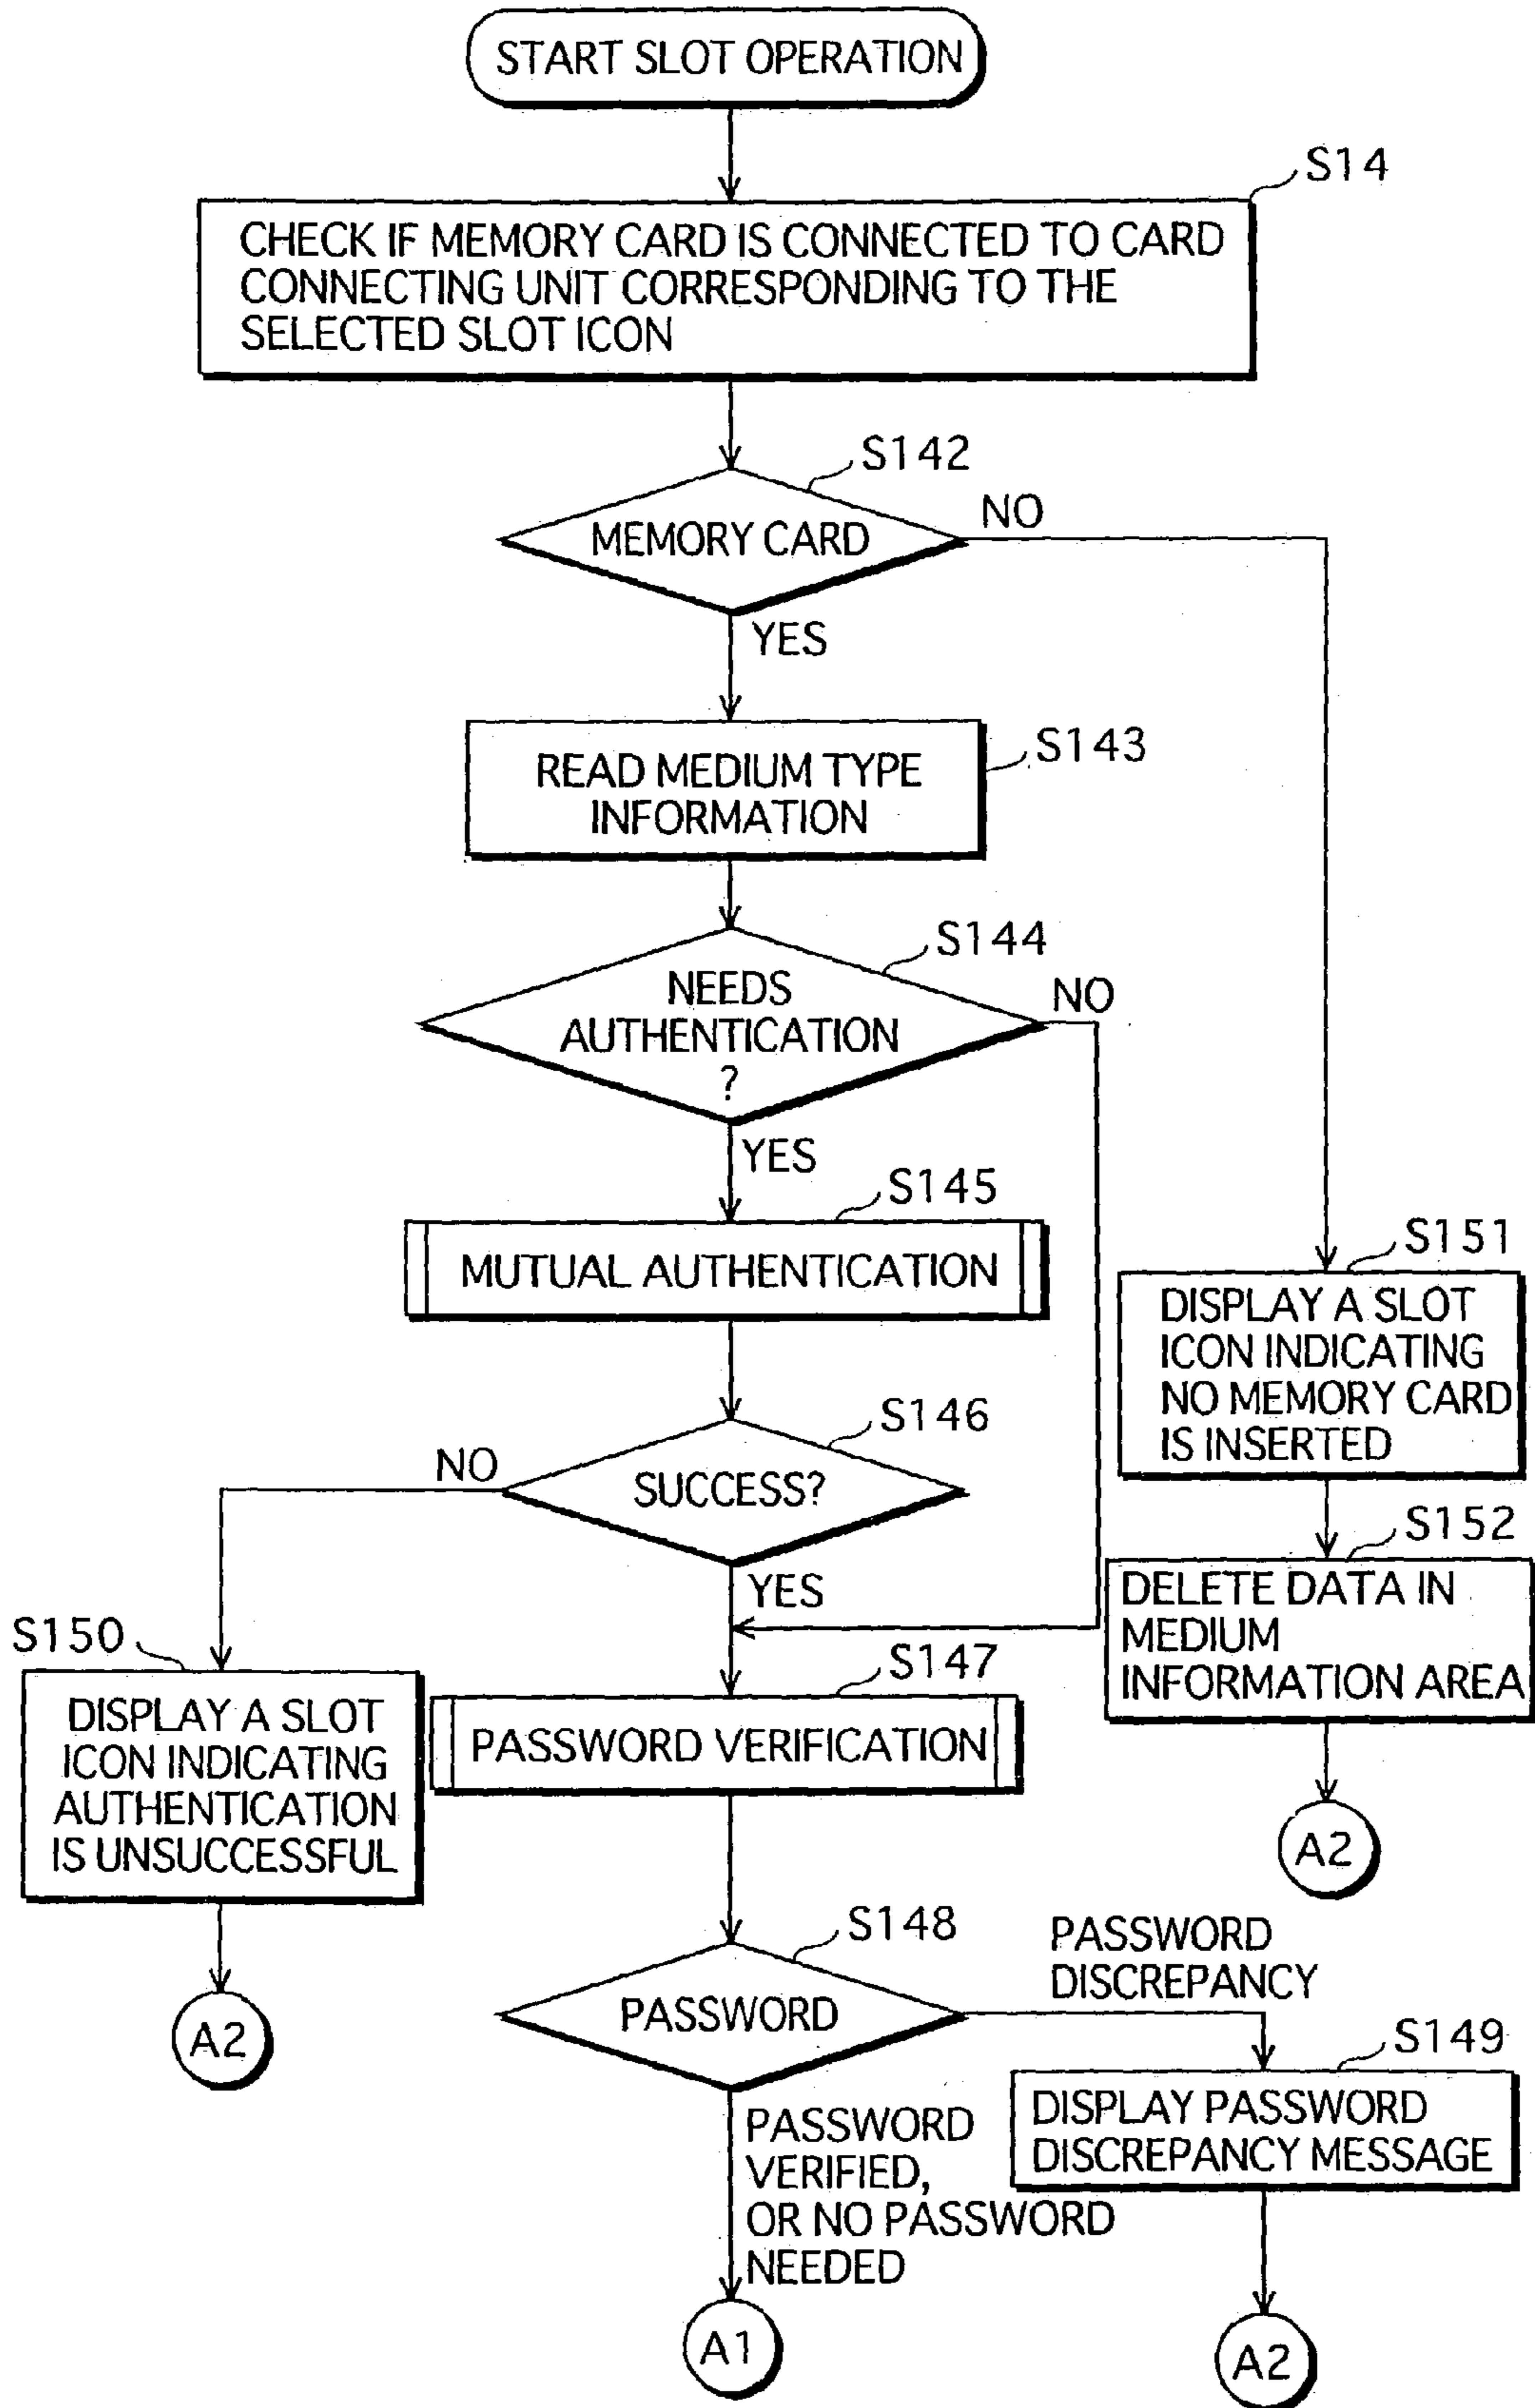 START SLOT OPERATION
S14
CHECK IF MEMORY CARD IS CONNECTED TO CARD
CONNECTING UNIT CORRESPONDING TO THE
SELECTED SLOT ICON
S142
MEMORY CARD
NO
YES
S143
READ MEDIUM TYPE
INFORMATION
S144
NEEDS
AUTHENTICATION
?
NO
YES
S145
MUTUAL AUTHENTICATION
S151
DISPLAY A SLOT
ICON INDICATING
NO MEMORY CARD
IS INSERTED
S146
SUCCESS?
NO
YES
S152
DELETE DATA IN
MEDIUM
INFORMATION AREA
A2
S150
DISPLAY A SLOT
ICON INDICATING
AUTHENTICATION
IS UNSUCCESSFUL
A2
S147
PASSWORD VERIFICATION
S148
PASSWORD
PASSWORD
DISCREPANCY
S149
DISPLAY PASSWORD
DISCREPANCY MESSAGE
PASSWORD
VERIFIED,
OR NO PASSWORD
NEEDED
A1
A2